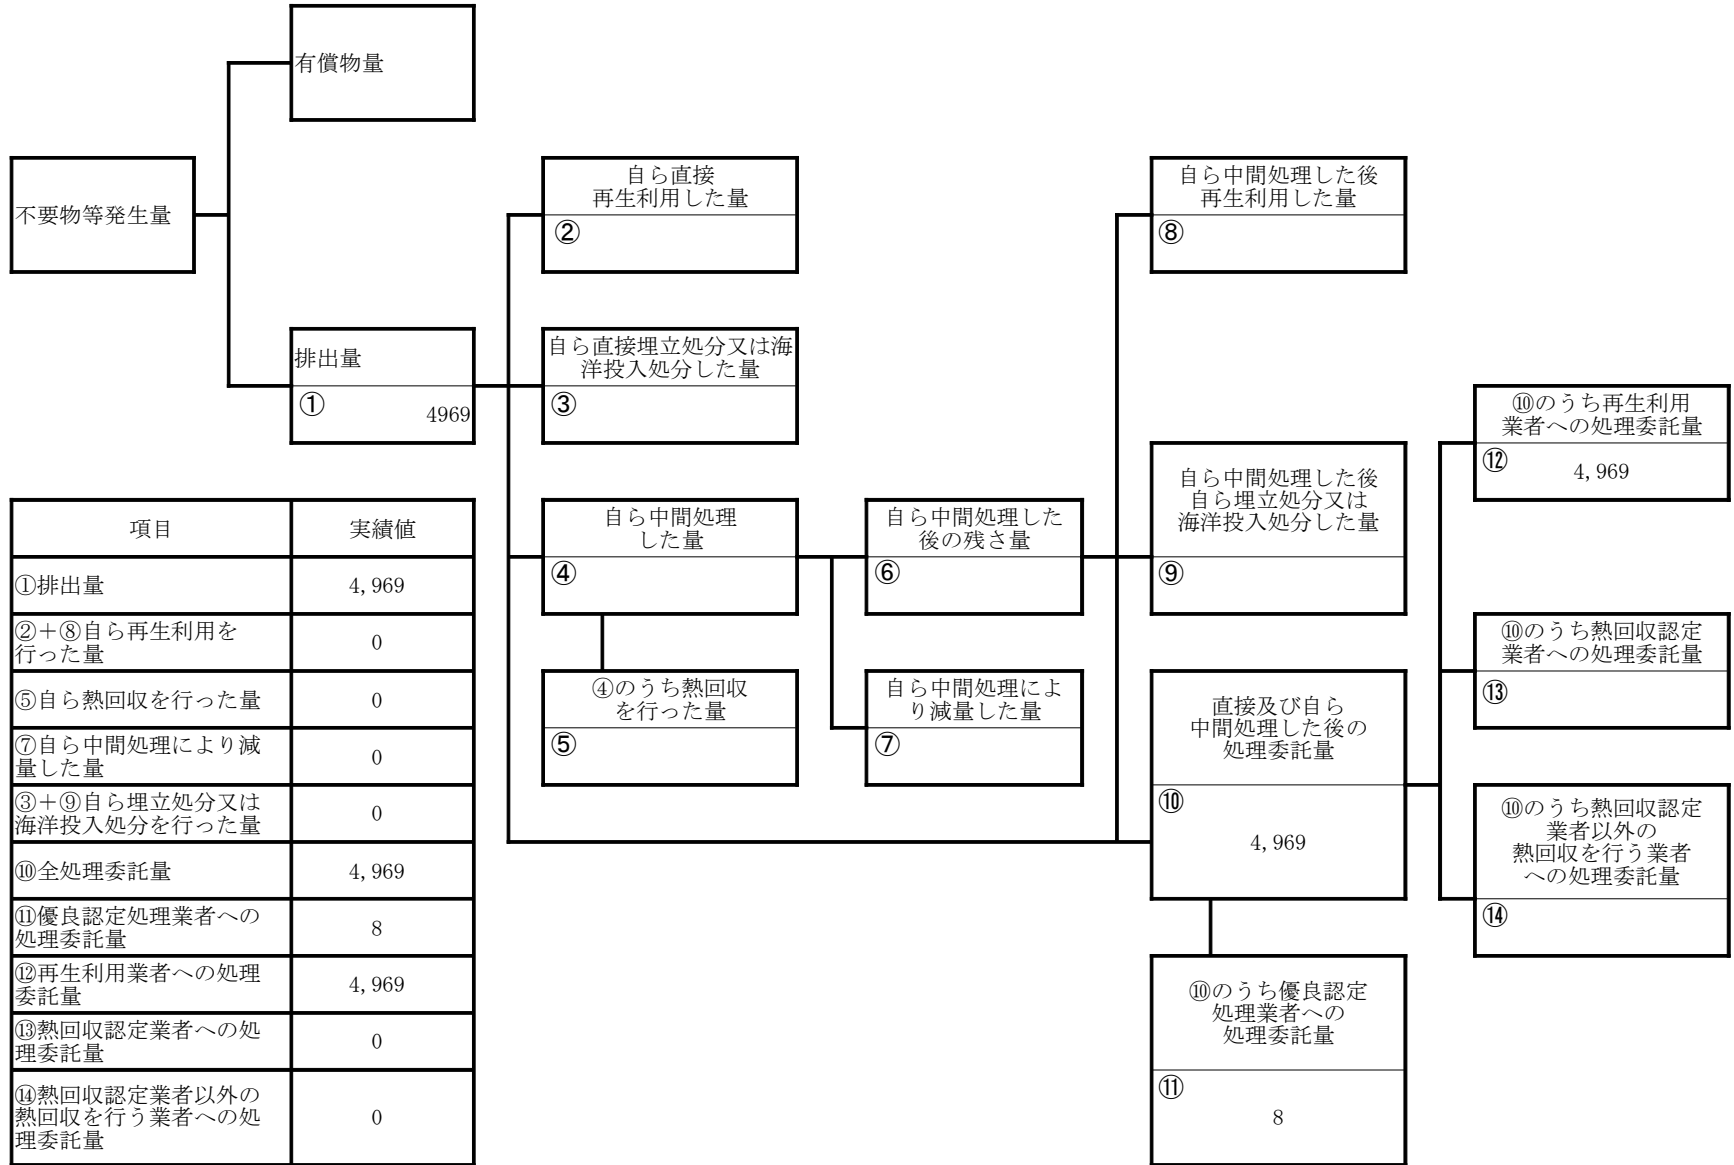 有償物量
不要物等発生量
自ら直接
再生利用した量
②
自ら中間処理した後
再生利用した量
⑧
排出量
①
4969
自ら直接埋立処分又は海
洋投入処分した量
③
⑩のうち再生利用
業者への処理委託量
⑫
4,969
自ら中間処理
した量
④
自ら中間処理した
後の残さ量
⑥
自ら中間処理した後
自ら埋立処分又は
海洋投入処分した量
⑨
⑩のうち熱回収認定
業者への処理委託量
⑬
④のうち熱回収
を行った量
⑤
自ら中間処理によ
り減量した量
⑦
直接及び自ら
中間処理した後の
処理委託量
⑩
4,969
⑩のうち熱回収認定
業者以外の
熱回収を行う業者
への処理委託量
⑭
⑩のうち優良認定
処理業者への
処理委託量
⑪
8
項目 実績値
①排出量 4,969
②＋⑧自ら再生利用を
行った量 0
⑤自ら熱回収を行った量 0
⑦自ら中間処理により減
量した量 0
③＋⑨自ら埋立処分又は
海洋投入処分を行った量 0
⑩全処理委託量 4,969
⑪優良認定処理業者への
処理委託量 8
⑫再生利用業者への処理
委託量 4,969
⑬熱回収認定業者への処
理委託量 0
⑭熱回収認定業者以外の
熱回収を行う業者への処
理委託量 0